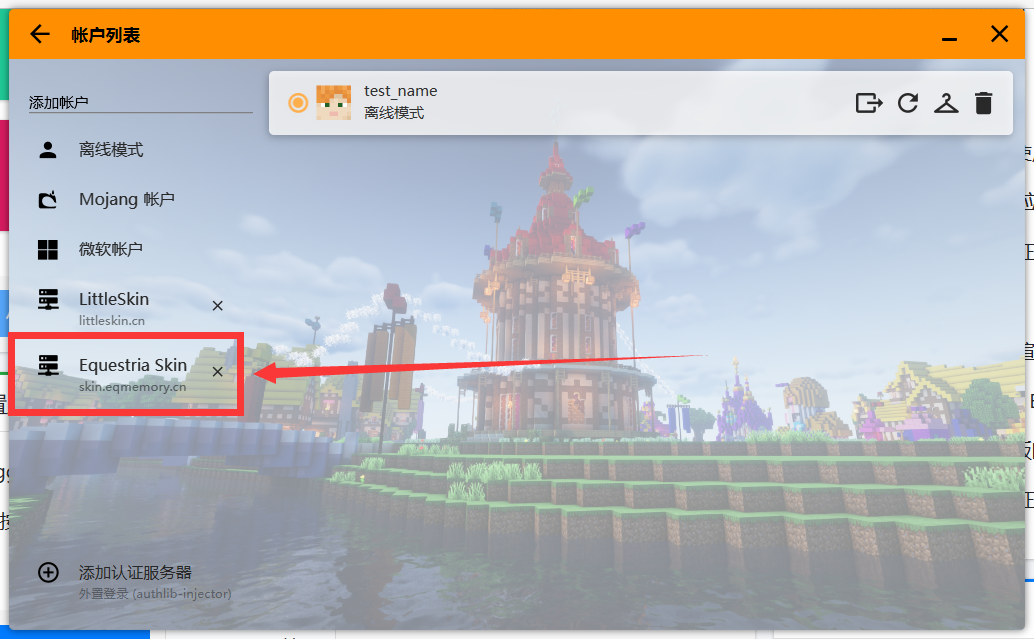 帐户列表
添加帐户
test_name
离线模式
离线模式
Mojang 帐户
微软帐户
LittleSkin
littleskin.cn
Equestria Skin
skin.eqmemory.cn
添加认证服务器
外置登录 (authlib-injector)